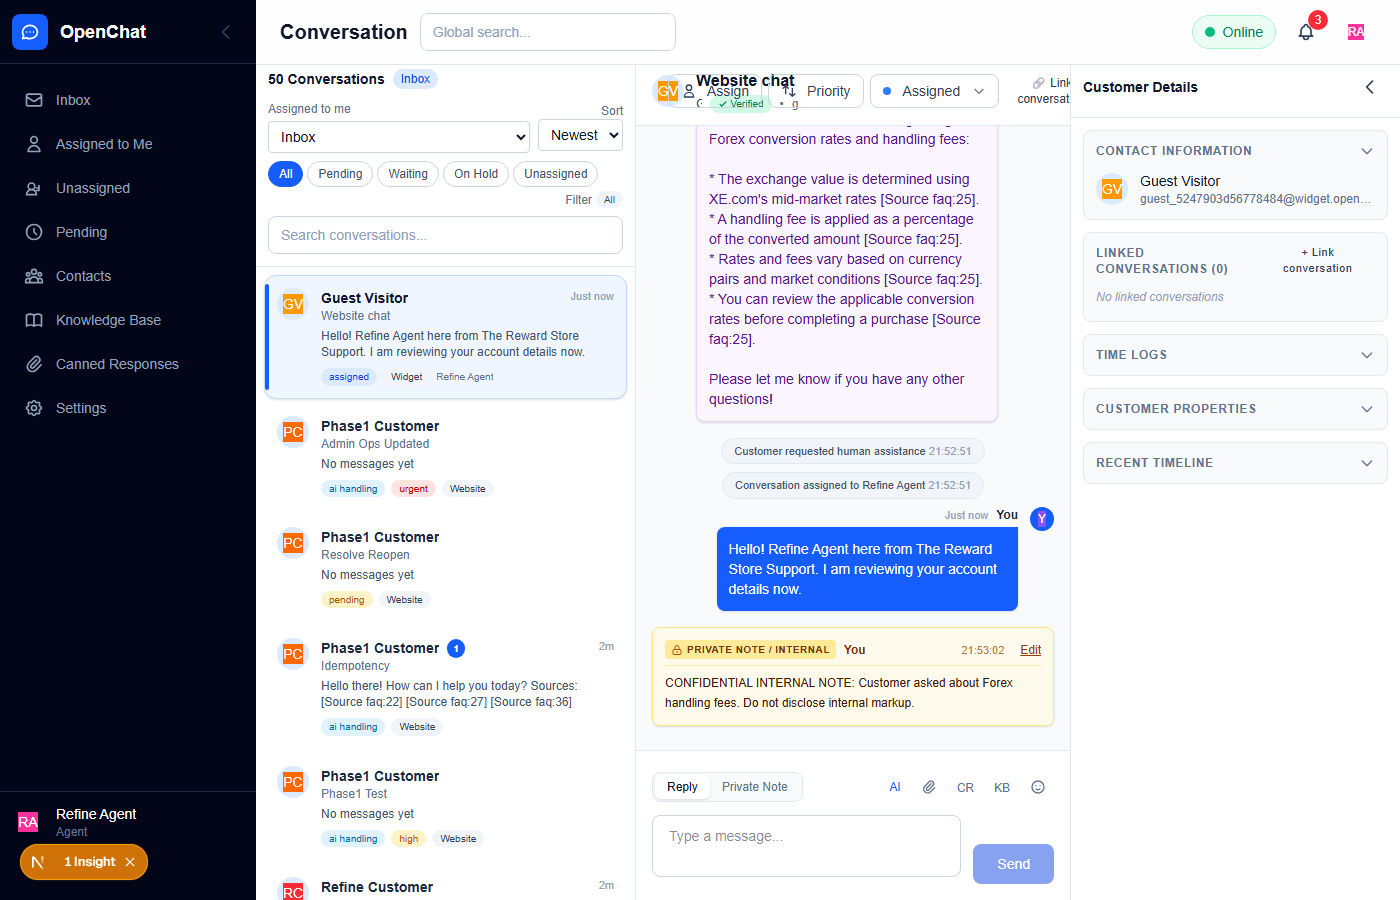 OpenChat
Inbox
Assigned to Me
Unassigned
Pending
Contacts
Knowledge Base
Canned Responses
Settings
RA
Refine Agent
Agent
1 Insight
Conversation
Global search...
Online
3
RA
50 Conversations
Inbox
Assigned to me
Sort
Inbox
Newest
All
Pending
Waiting
On Hold
Unassigned
Filter
All
Search conversations...
GV
Guest Visitor
Just now
Website chat
Hello! Refine Agent here from The Reward Store
Support. I am reviewing your account details now.
assigned
Widget
Refine Agent
PC
Phase1 Customer
Admin Ops Updated
No messages yet
ai handling
urgent
Website
PC
Phase1 Customer
Resolve Reopen
No messages yet
pending
Website
PC
Phase1 Customer
1
2m
Idempotency
Hello there! How can I help you today? Sources:
[Source faq:22] [Source faq:27] [Source faq:36]
ai handling
Website
PC
Phase1 Customer
Phase1 Test
No messages yet
ai handling
high
Website
RC
Refine Customer
2m
GV
Website chat
Verified
• g
Assign
Priority
Assigned
Link
conversat
Forex conversion rates and handling fees:
* The exchange value is determined using
XE.com's mid-market rates [Source faq:25].
* A handling fee is applied as a percentage
of the converted amount [Source faq:25].
* Rates and fees vary based on currency
pairs and market conditions [Source faq:25].
* You can review the applicable conversion
rates before completing a purchase [Source
faq:25].
Please let me know if you have any other
questions!
Customer requested human assistance 21:52:51
Conversation assigned to Refine Agent 21:52:51
Just now You
Y
Hello! Refine Agent here from The Reward
Store Support. I am reviewing your account
details now.
PRIVATE NOTE / INTERNAL
You
21:53:02
Edit
CONFIDENTIAL INTERNAL NOTE: Customer asked about Forex
handling fees. Do not disclose internal markup.
Reply
Private Note
AI
CR
KB
Type a message...
Send
Customer Details
CONTACT INFORMATION
GV
Guest Visitor
guest_5247903d56778484@widget.open...
LINKED
CONVERSATIONS (0)
+ Link
conversation
No linked conversations
TIME LOGS
CUSTOMER PROPERTIES
RECENT TIMELINE